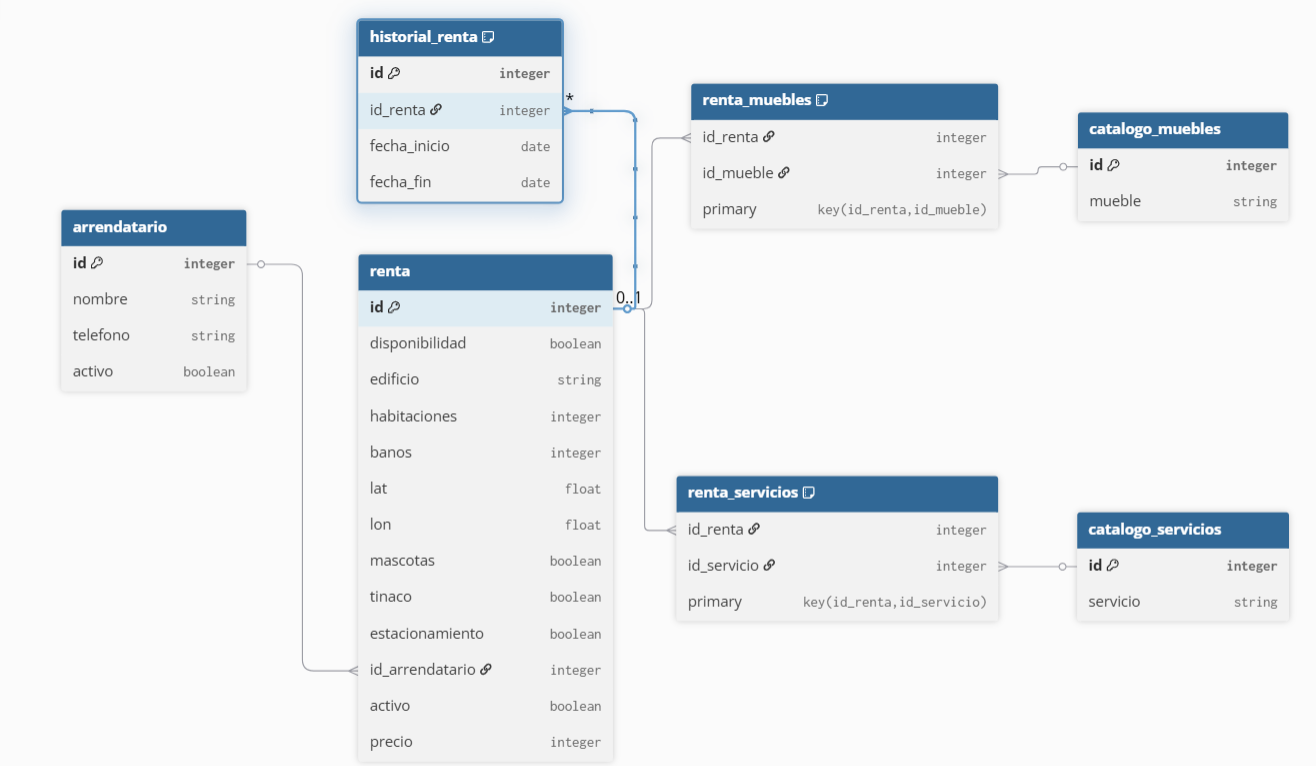 historial_renta
id integer
id_renta integer
fecha_inicio date
fecha_fin date
*
0..1
arrendatario
id integer
nombre string
telefono string
activo boolean
renta
id integer
disponibilidad boolean
edificio string
habitaciones integer
banos integer
lat float
lon float
mascotas boolean
tinaco boolean
estacionamiento boolean
id_arrendatario integer
activo boolean
precio integer
renta_muebles
id_renta integer
id_mueble integer
primary key(id_renta,id_mueble)
catalogo_muebles
id integer
mueble string
renta_servicios
id_renta integer
id_servicio integer
primary key(id_renta,id_servicio)
catalogo_servicios
id integer
servicio string